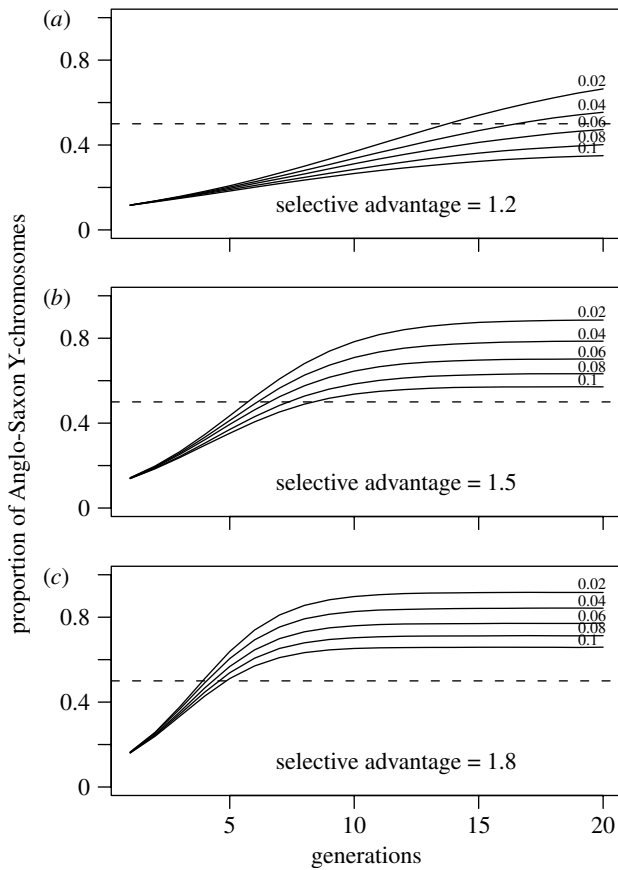 (a)
0.8
0.4
0
0.02
0.04
0.06
0.08
0.1
selective advantage = 1.2
(b)
0.8
0.4
0
0.02
0.04
0.06
0.08
0.1
selective advantage = 1.5
(c)
0.8
0.4
0
0.02
0.04
0.06
0.08
0.1
selective advantage = 1.8
5 10 15 20
generations
proportion of Anglo-Saxon Y-chromosomes